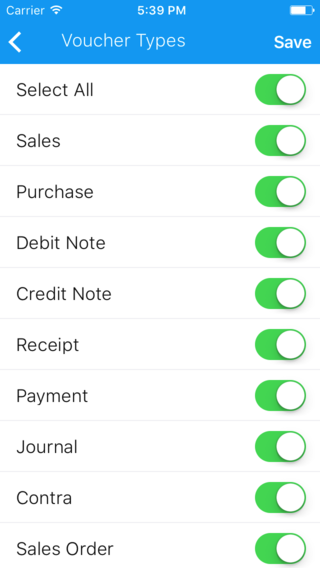 Carrier 5:39 PM
Voucher Types Save
Select All
Sales
Purchase
Debit Note
Credit Note
Receipt
Payment
Journal
Contra
Sales Order